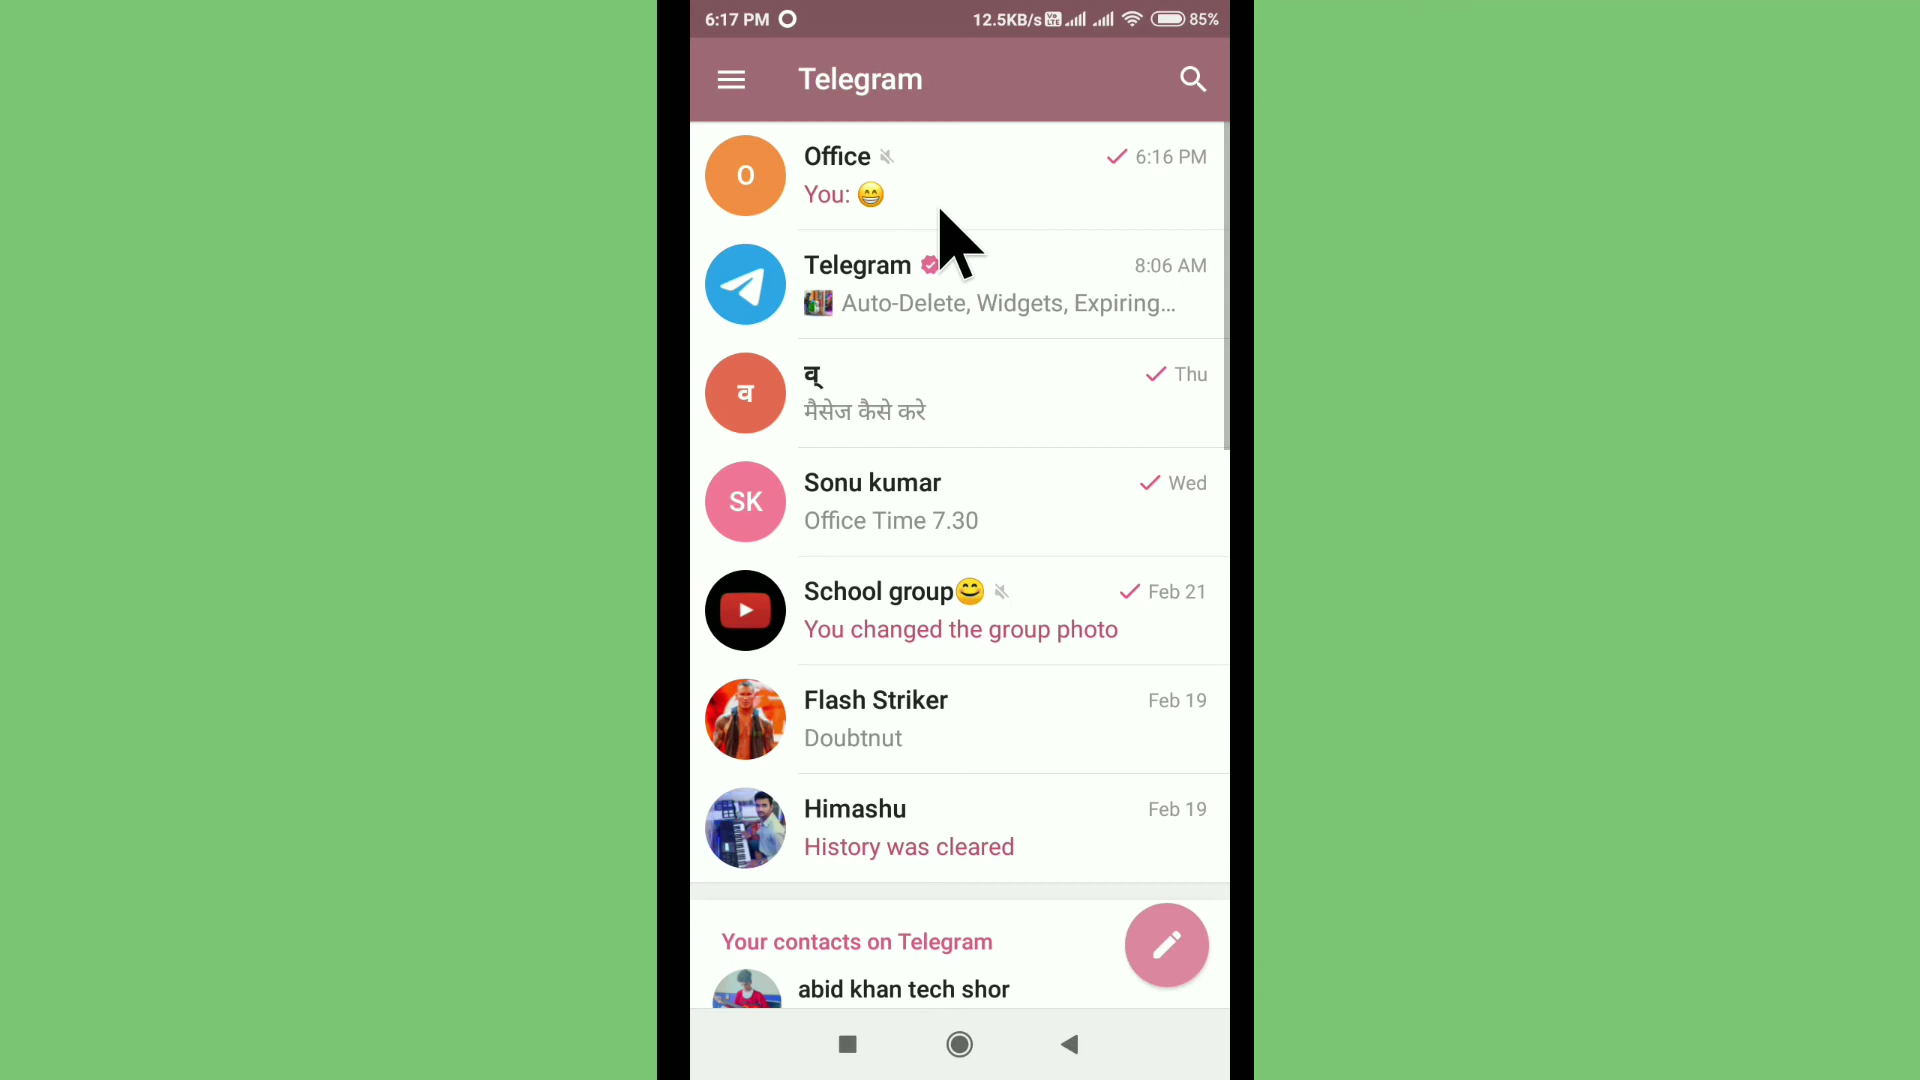 6:17 PM 12.5KB/s Vo LTE 85%
Telegram
O Office 6:16 PM
You: 😁
Telegram 8:06 AM
Auto-Delete, Widgets, Expiring...
व व् Thu
मैसेज कैसे करे
SK Sonu kumar Wed
Office Time 7.30
School group😊 Feb 21
You changed the group photo
Flash Striker Feb 19
Doubtnut
Himashu Feb 19
History was cleared
Your contacts on Telegram
abid khan tech shor